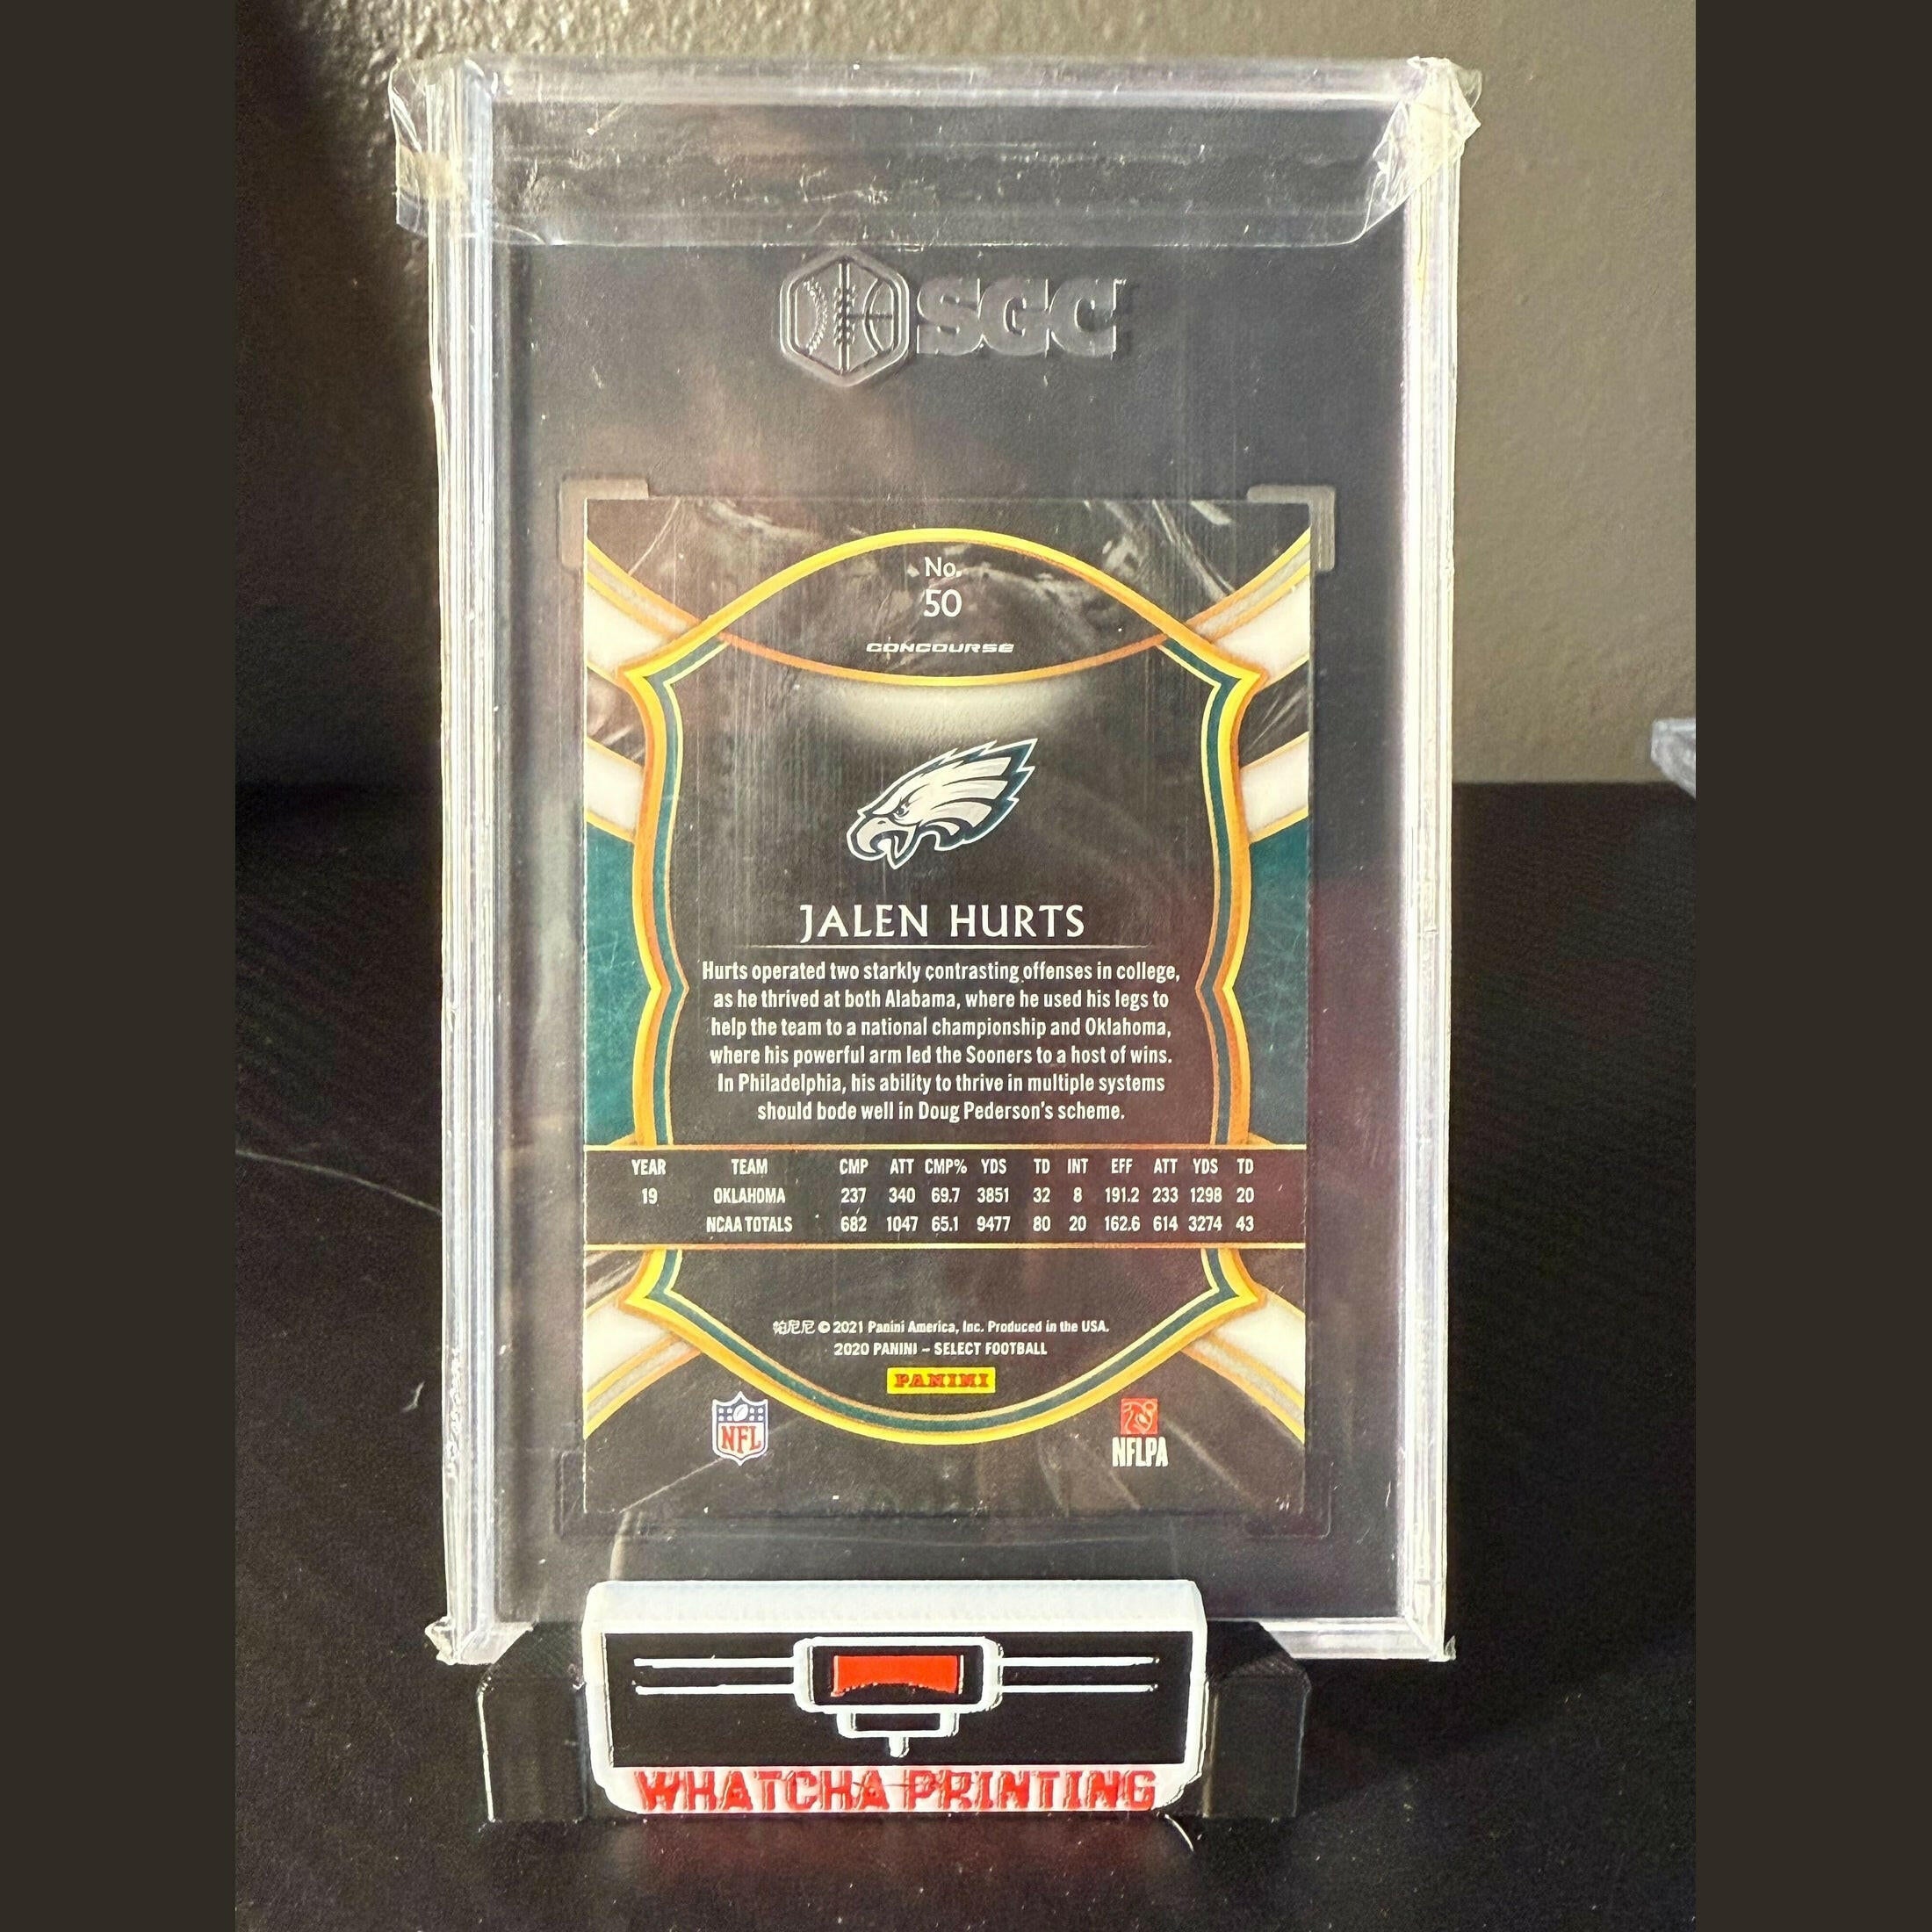 SGC
No.
50
CONCOURSE
JALEN HURTS
Hurts operated two starkly contrasting offenses in college,
as he thrived at both Alabama, where he used his legs to
help the team to a national championship and Oklahoma,
where his powerful arm led the Sooners to a host of wins.
In Philadelphia, his ability to thrive in multiple systems
should bode well in Doug Pederson's scheme.
YEAR TEAM CMP ATT CMP% YDS TD INT EFF ATT YDS TD
19 OKLAHOMA 237 340 69.7 3851 32 8 191.2 233 1298 20
NCAA TOTALS 682 1047 65.1 9477 80 20 162.6 614 3274 43
帕尼尼 © 2021 Panini America, Inc. Produced in the USA.
2020 PANINI – SELECT FOOTBALL
PANINI
NFL
NFLPA
WHATCHA PRINTING